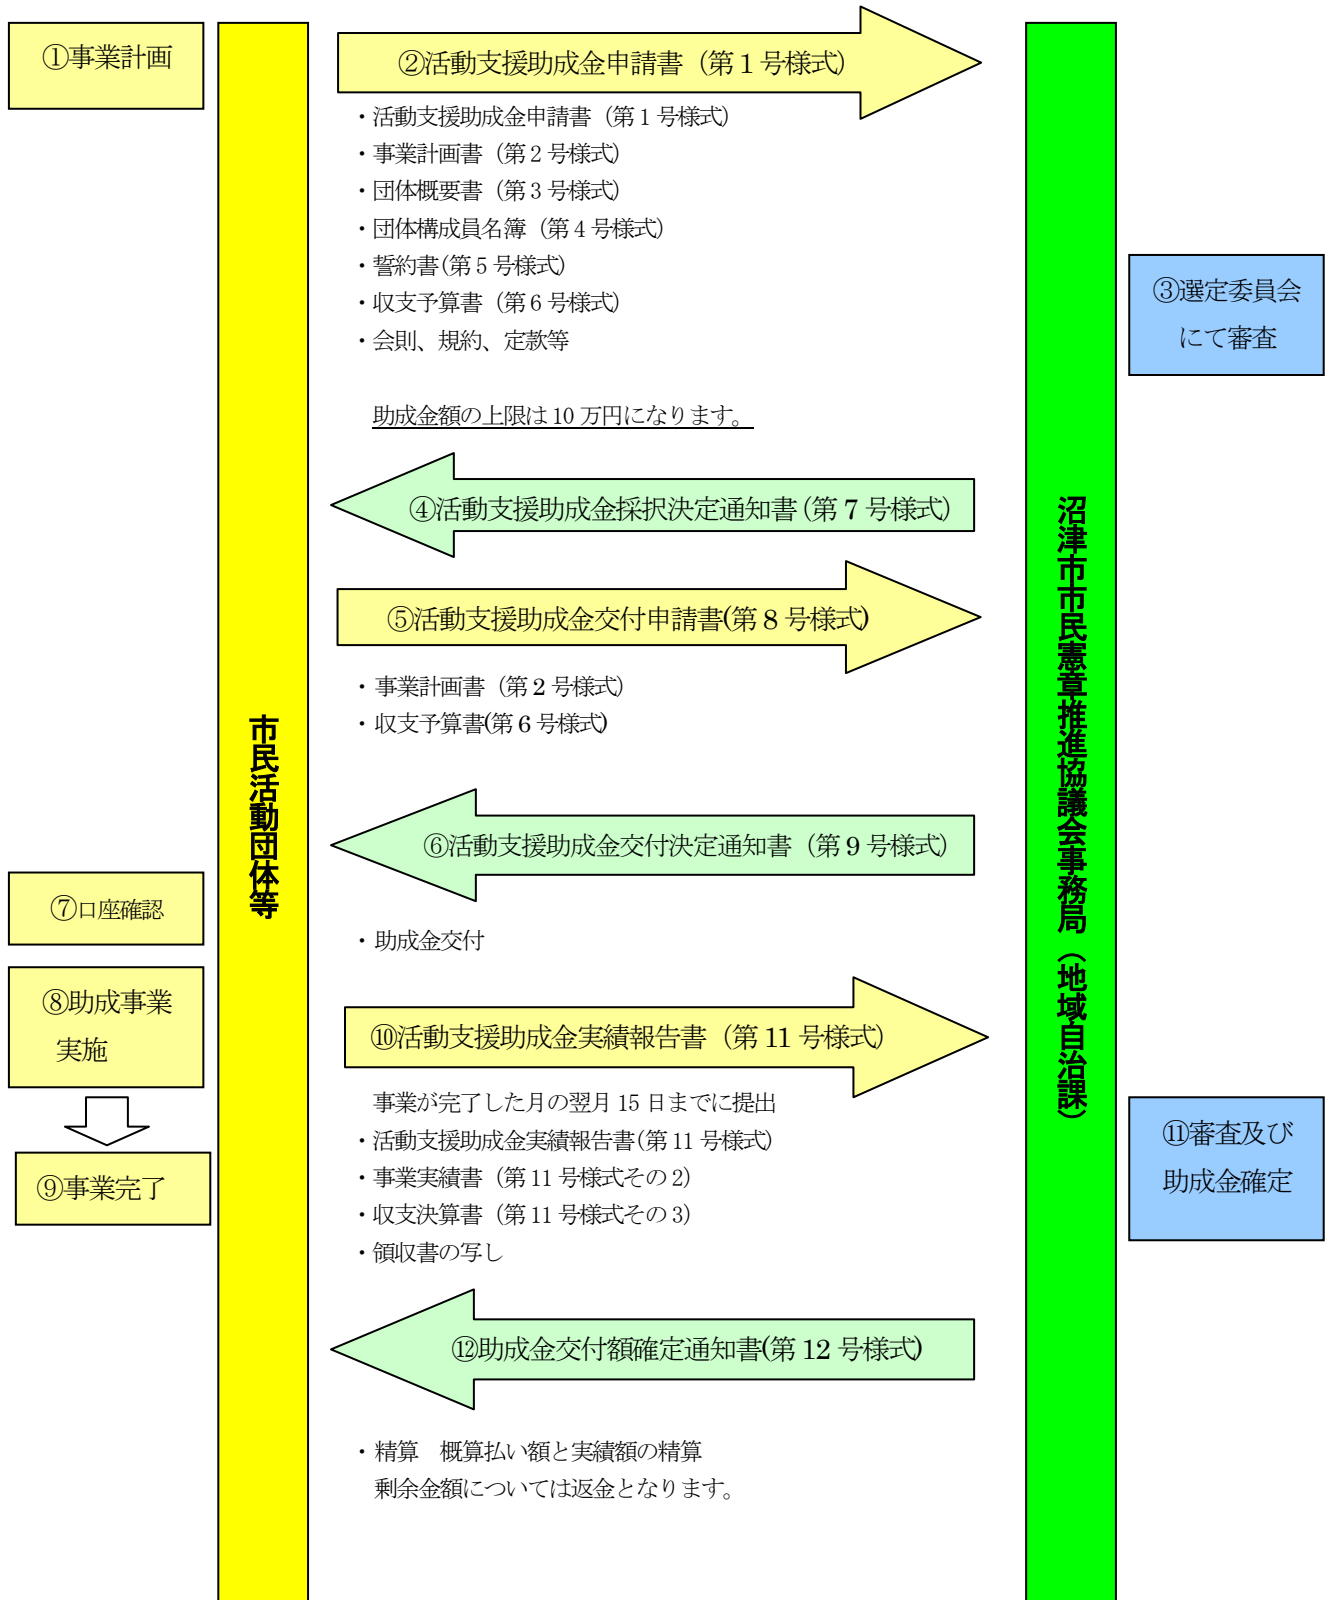 ①事業計画
②活動支援助成金申請書（第1号様式）
・活動支援助成金申請書（第1号様式）
・事業計画書（第2号様式）
・団体概要書（第3号様式）
・団体構成員名簿（第4号様式）
・誓約書(第5号様式)
・収支予算書（第6号様式）
・会則、規約、定款等
助成金額の上限は10万円になります。
③選定委員会
にて審査
④活動支援助成金採択決定通知書(第7号様式)
⑤活動支援助成金交付申請書(第8号様式)
・事業計画書（第2号様式）
・収支予算書(第6号様式)
市民活動団体等
沼津市市民憲章推進協議会事務局（地域自治課）
⑥活動支援助成金交付決定通知書（第9号様式）
⑦口座確認
・助成金交付
⑧助成事業
実施
⑨事業完了
⑩活動支援助成金実績報告書（第11号様式）
事業が完了した月の翌月15日までに提出
・活動支援助成金実績報告書(第11号様式)
・事業実績書（第11号様式その2）
・収支決算書（第11号様式その3）
・領収書の写し
⑪審査及び
助成金確定
⑫助成金交付額確定通知書(第12号様式)
・精算　概算払い額と実績額の精算
剰余金額については返金となります。